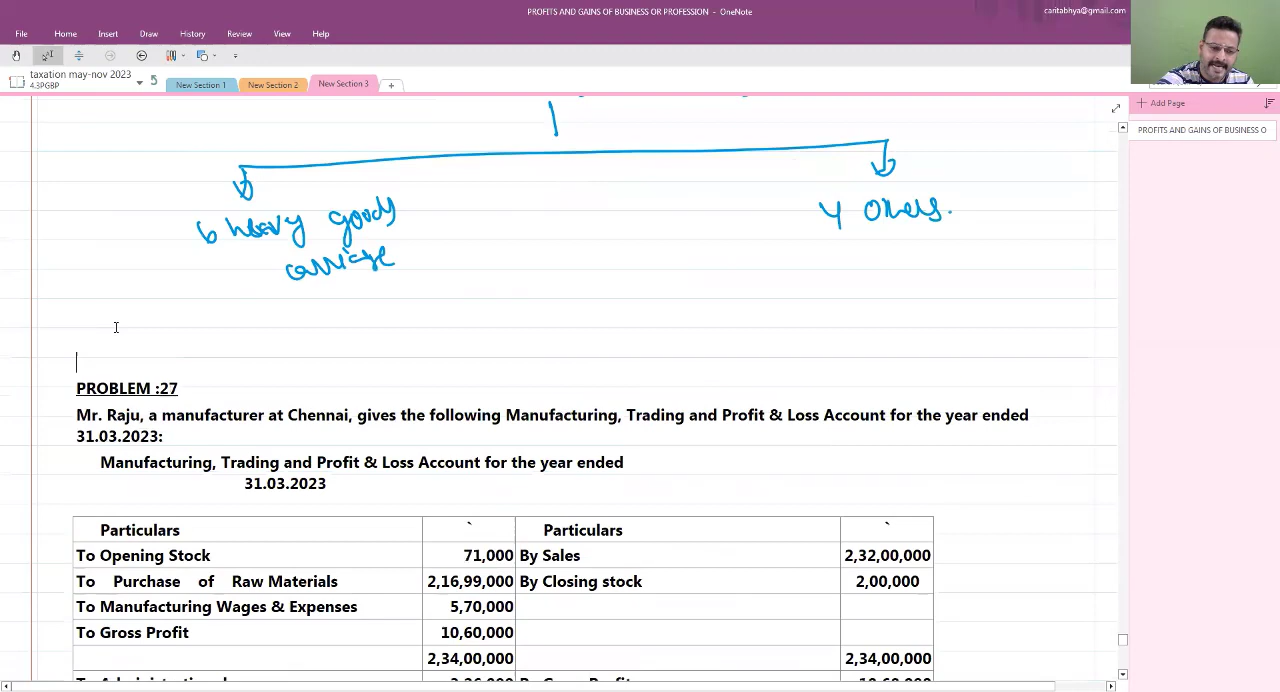 PROFITS AND GAINS OF BUSINESS OR PROFESSION - OneNote
caritabhya@gmail.com
File Home Insert Draw History Review View Help
taxation may-nov 2023
4.3PGBP
New Section 1 New Section 2 New Section 3
Add Page
PROFITS AND GAINS OF BUSINESS O
6 heavy goods
carriage
4 others.
PROBLEM :27
Mr. Raju, a manufacturer at Chennai, gives the following Manufacturing, Trading and Profit & Loss Account for the year ended
31.03.2023:
Manufacturing, Trading and Profit & Loss Account for the year ended
31.03.2023
Particulars ` Particulars `
To Opening Stock 71,000 By Sales 2,32,00,000
To Purchase of Raw Materials 2,16,99,000 By Closing stock 2,00,000
To Manufacturing Wages & Expenses 5,70,000
To Gross Profit 10,60,000
2,34,00,000 2,34,00,000